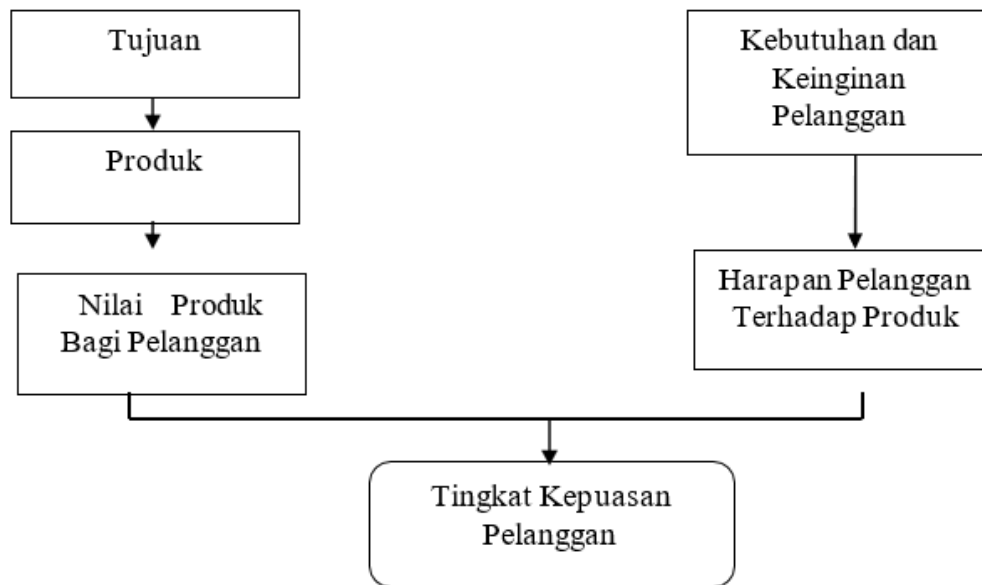 Tujuan
Produk
Nilai Produk
Bagi Pelanggan
Kebutuhan dan
Keinginan
Pelanggan
Harapan Pelanggan
Terhadap Produk
Tingkat Kepuasan
Pelanggan